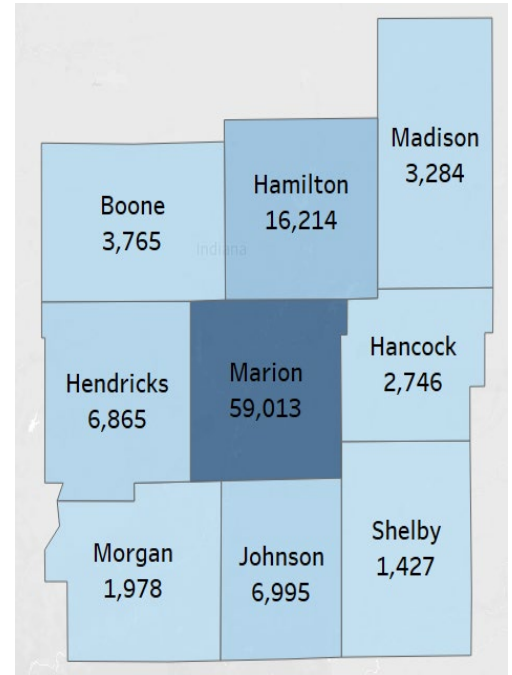 Madison
3,284
Hamilton
16,214
Boone
3,765
Indiana
Hancock
2,746
Marion
59,013
Hendricks
6,865
Shelby
1,427
Morgan
1,978
Johnson
6,995